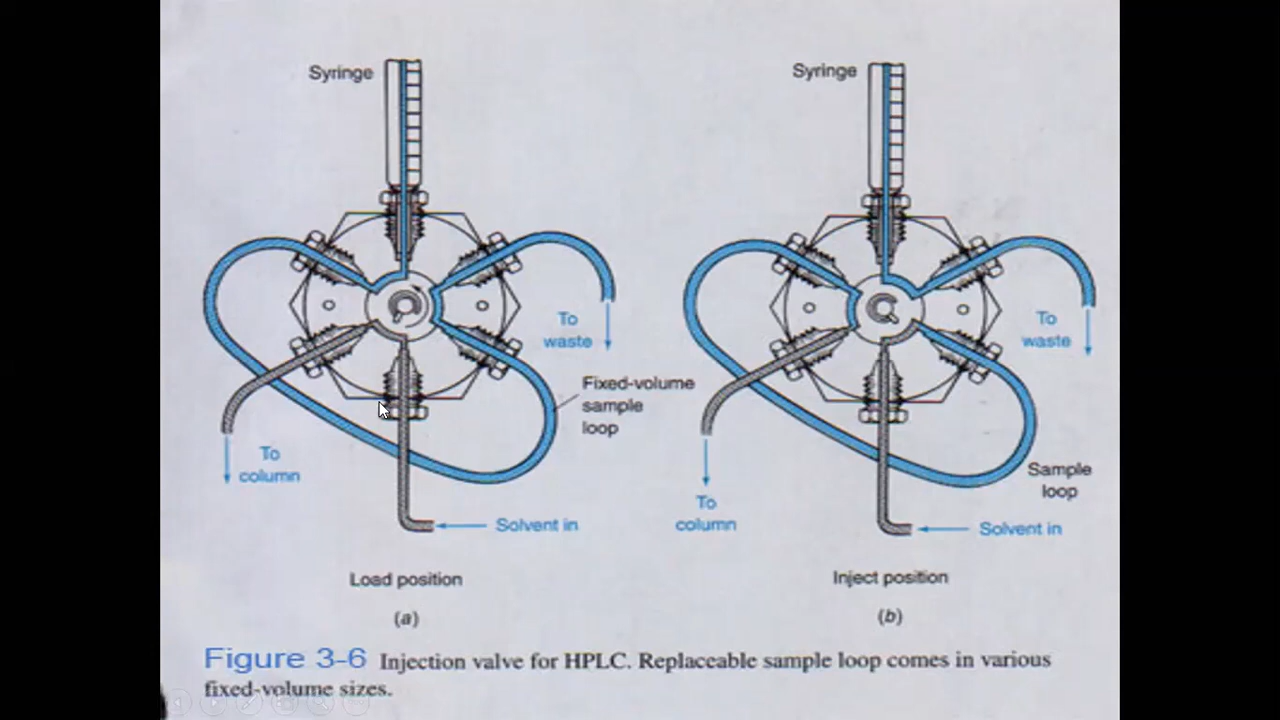 Syringe
To
waste
Fixed-volume
sample
loop
To
column
Solvent in
Load position
(a)
Syringe
To
waste
Sample
loop
To
column
Solvent in
Inject position
(b)
Figure 3-6 Injection valve for HPLC. Replaceable sample loop comes in various
fixed-volume sizes.